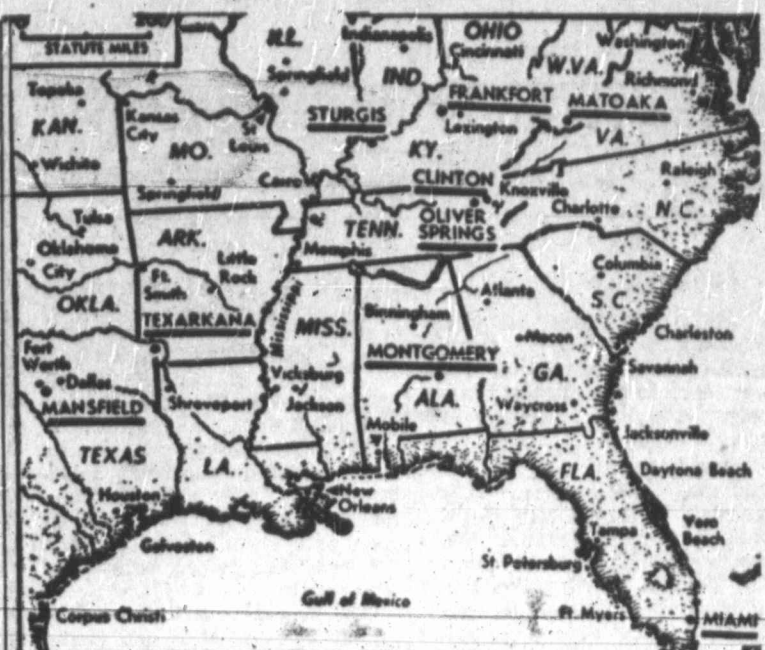 STATUTE MILES
ILL.
Indianapolis
OHIO
Cincinnati
Washington
Springfield
IND.
W.VA.
Richmond
Topeka
Kansas
City
KAN.
St
Louis
STURGIS
FRANKFORT
MATOAKA
Lexington
VA.
MO.
KY.
Wichita
Springfield
Cairo
CLINTON
Knoxville
Raleigh
Tulsa
ARK.
TENN.
OLIVER
SPRINGS
Charlotte
N.C.
Oklahoma
City
Memphis
Little
Rock
Ft.
Smith
Columbia
S.C.
OKLA.
Mississippi
Atlanta
Birmingham
TEXARKANA
MISS.
Macon
Charleston
Fort
Worth
Dallas
MONTGOMERY
GA.
Savannah
Vicksburg
MANSFIELD
Shreveport
Jackson
ALA.
Waycross
Mobile
Jacksonville
TEXAS
LA.
FLA.
Daytona Beach
Houston
New
Orleans
Galveston
Tampa
Vero
Beach
St. Petersburg
Gulf of Mexico
Corpus Christi
Ft Myers
MIAMI